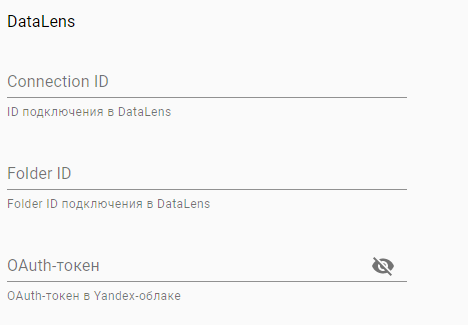 DataLens
Connection ID
ID подключения в DataLens
Folder ID
Folder ID подключения в DataLens
OAuth-токен
OAuth-токен в Yandex-облаке